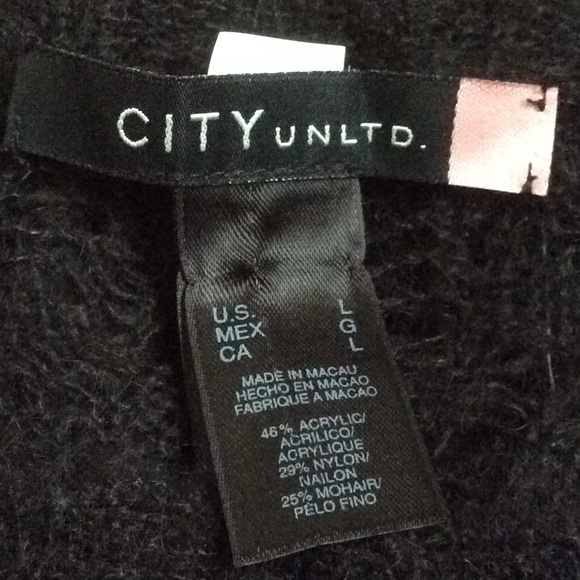 CITY UNLTD.
U.S. L
MEX G
CA L
MADE IN MACAU
HECHO EN MACAO
FABRIQUE A MACAO
46% ACRYLIC/
ACRILICO/
ACRYLIQUE
29% NYLON/
NAILON
25% MOHAIR/
PELO FINO